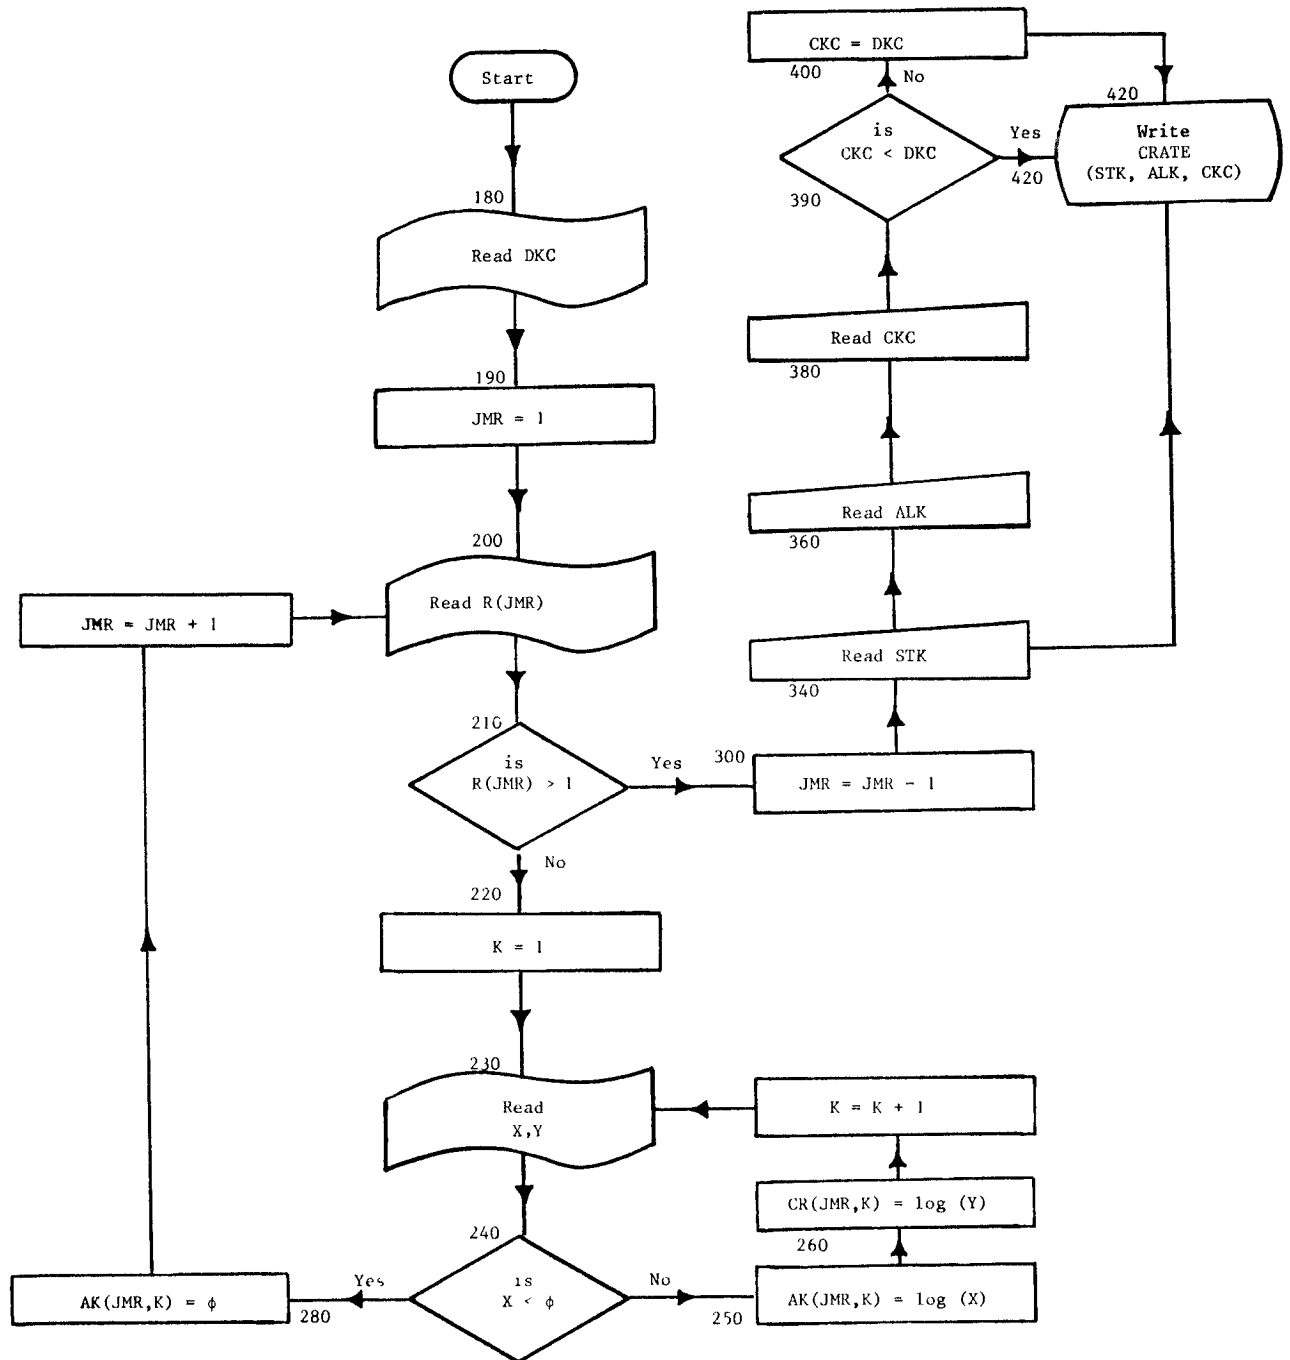 Start
180
Read DKC
190
JMR = 1
200
Read R(JMR)
JMR = JMR + 1
210
is
R(JMR) > 1
Yes
No
220
K = 1
230
Read
X,Y
240
is
X < ϕ
Yes
280
AK(JMR,K) = ϕ
No
250
AK(JMR,K) = log (X)
260
CR(JMR,K) = log (Y)
K = K + 1
300
JMR = JMR - 1
340
Read STK
360
Read ALK
380
Read CKC
390
is
CKC < DKC
No
400
CKC = DKC
Yes
420
420
Write
CRATE
(STK, ALK, CKC)